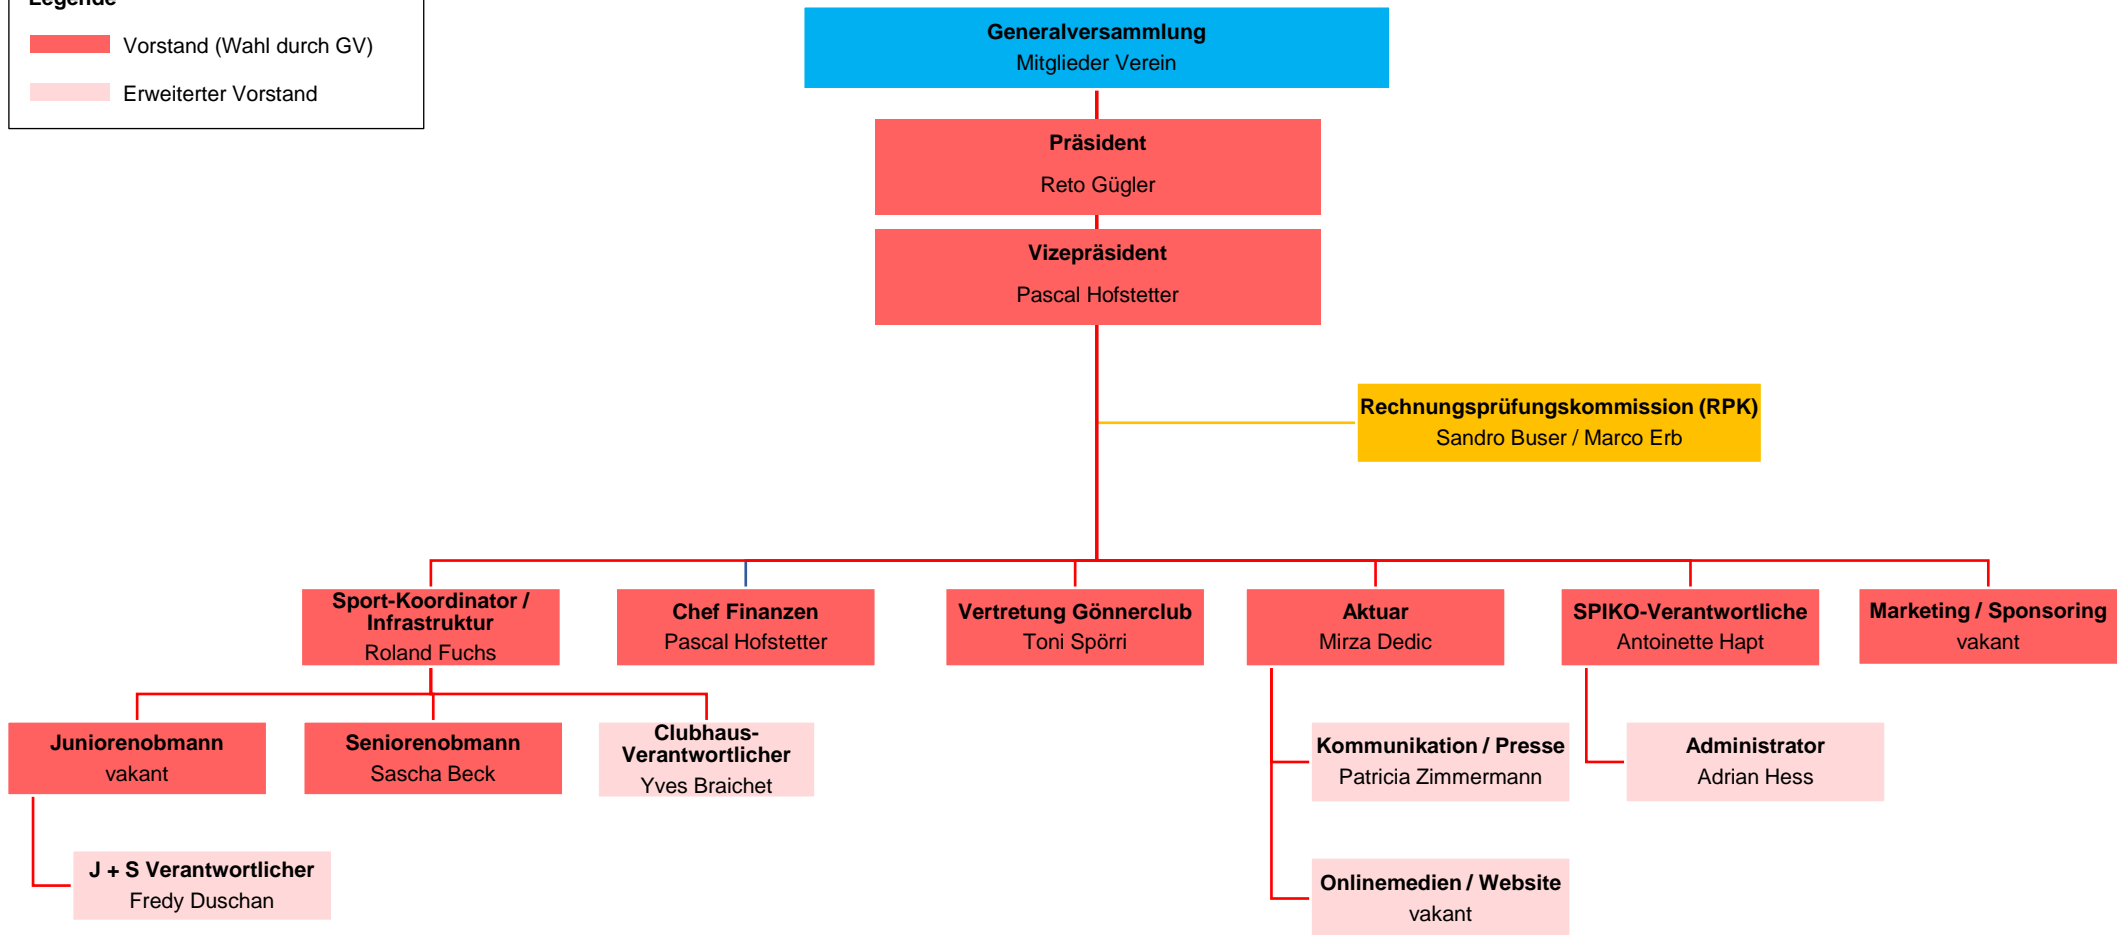 Legende
Vorstand (Wahl durch GV)
Erweiterter Vorstand
Generalversammlung
Mitglieder Verein
Präsident
Reto Gügler
Vizepräsident
Pascal Hofstetter
Rechnungsprüfungskommission (RPK)
Sandro Buser / Marco Erb
Sport-Koordinator /
Infrastruktur
Roland Fuchs
Chef Finanzen
Pascal Hofstetter
Vertretung Gönnerclub
Toni Spörri
Aktuar
Mirza Dedic
SPIKO-Verantwortliche
Antoinette Hapt
Marketing / Sponsoring
vakant
Juniorenobmann
vakant
Seniorenobmann
Sascha Beck
Clubhaus-
Verantwortlicher
Yves Braichet
Kommunikation / Presse
Patricia Zimmermann
Administrator
Adrian Hess
J + S Verantwortlicher
Fredy Duschan
Onlinemedien / Website
vakant